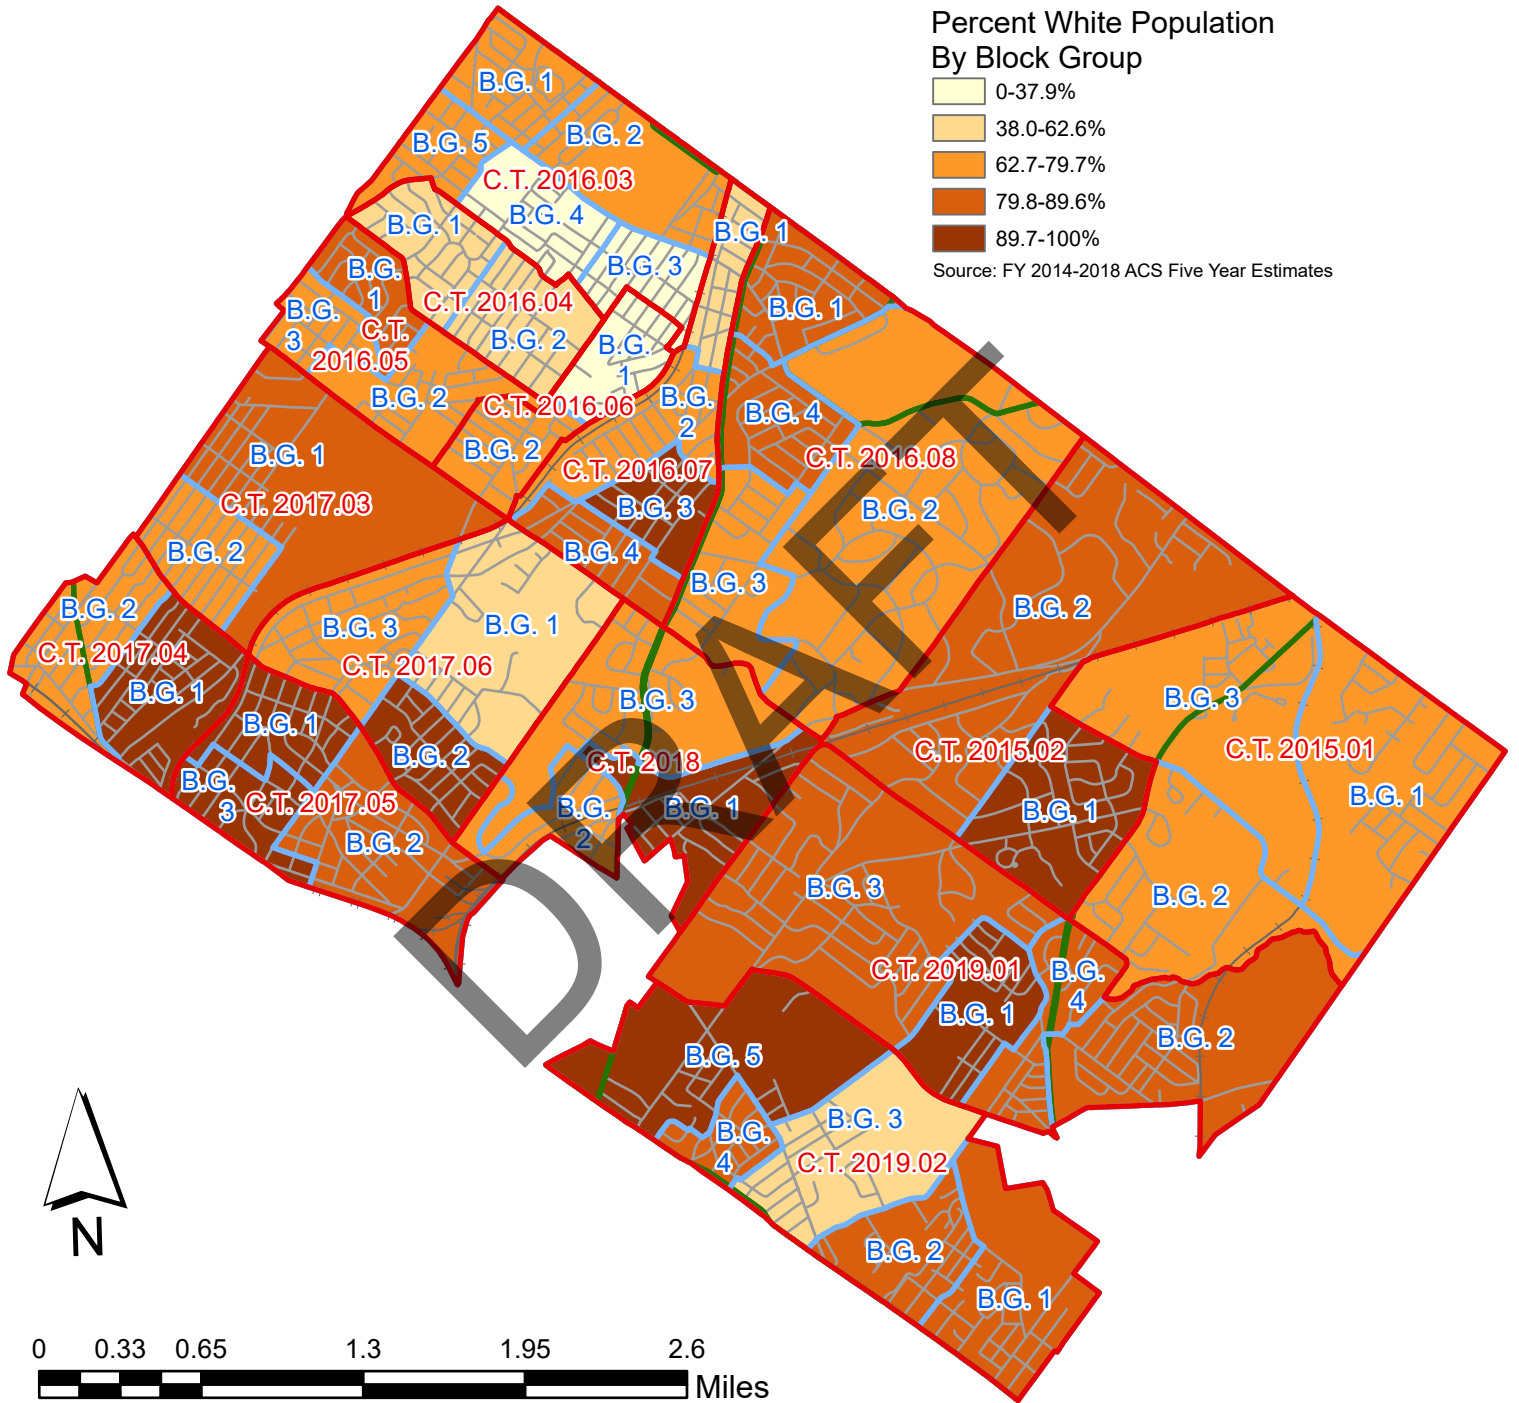 Percent White Population
By Block Group
0-37.9%
38.0-62.6%
62.7-79.7%
79.8-89.6%
89.7-100%
Source: FY 2014-2018 ACS Five Year Estimates
B.G. 1
B.G. 2
B.G. 5
C.T. 2016.03
B.G. 4
B.G. 3
B.G. 1
B.G. 1
B.G.
1
C.T. 2016.04
B.G. 2
B.G.
3
C.T.
2016.05
B.G. 2
B.G.
1
C.T. 2016.06
B.G. 2
B.G.
2
C.T. 2016.07
B.G. 3
B.G. 4
B.G. 1
B.G. 4
C.T. 2016.08
B.G. 2
B.G. 3
B.G. 1
C.T. 2017.03
B.G. 2
B.G. 2
C.T. 2017.04
B.G. 1
B.G. 3
B.G. 1
C.T. 2017.06
B.G. 2
B.G. 1
B.G.
3
C.T. 2017.05
B.G. 2
B.G. 3
C.T. 2018
B.G.
2
B.G. 1
B.G. 2
C.T. 2015.02
B.G. 1
B.G. 3
C.T. 2015.01
B.G. 1
B.G. 2
B.G. 3
C.T. 2019.01
B.G. 1
B.G.
4
B.G. 2
B.G. 5
B.G.
4
B.G. 3
C.T. 2019.02
B.G. 2
B.G. 1
DRAFT
N
0 0.33 0.65 1.3 1.95 2.6
Miles